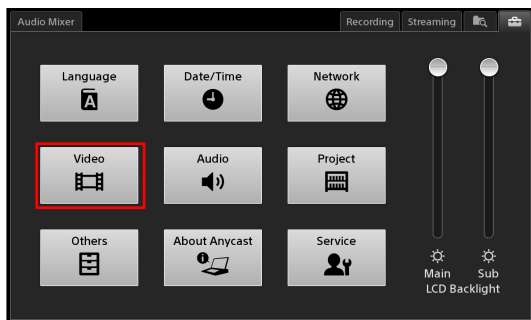 Audio Mixer
Recording
Streaming
Language
Date/Time
Network
Video
Audio
Project
Others
About Anycast
Service
Main
Sub
LCD Backlight